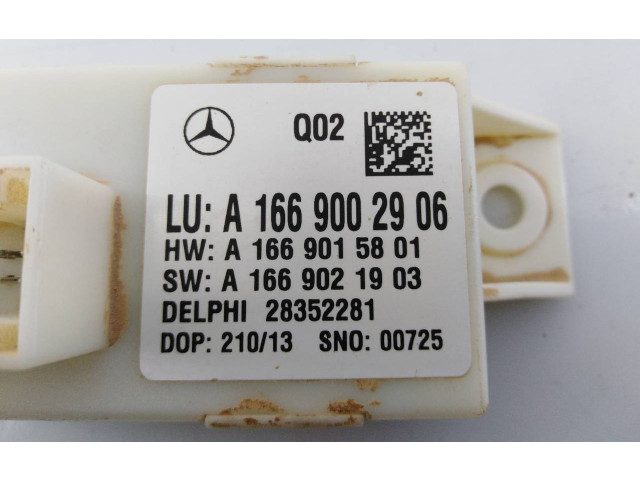 Q02
LU: A 166 900 29 06
HW: A 166 901 58 01
SW: A 166 902 19 03
DELPHI 28352281
DOP: 210/13 SNO: 00725